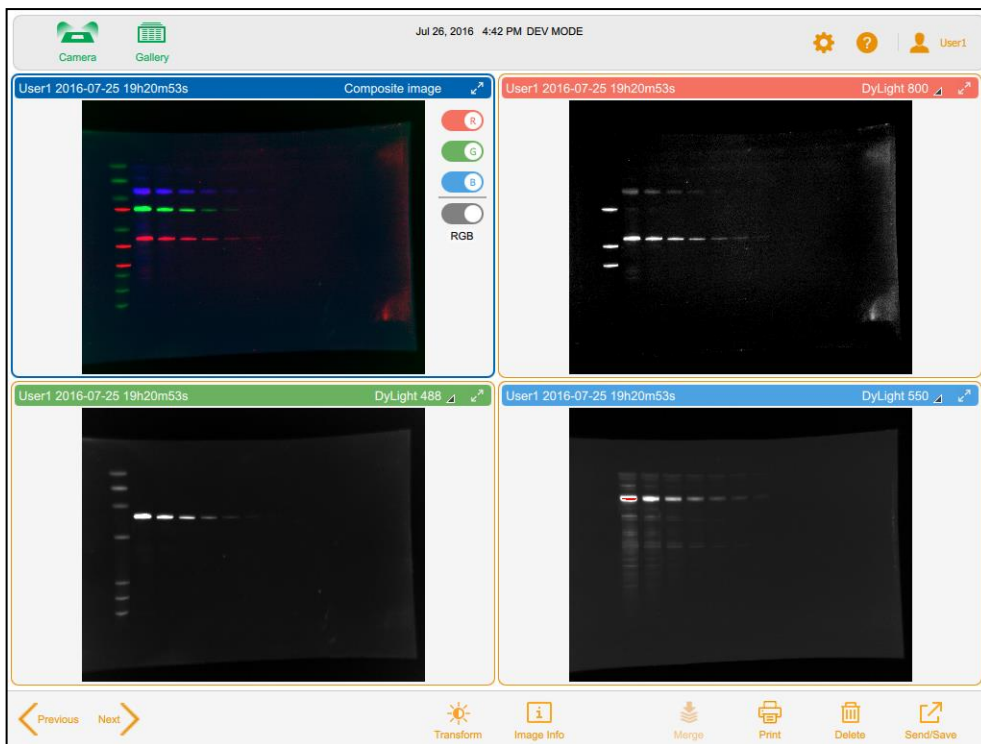 Jul 26, 2016 4:42 PM DEV MODE
Camera
Gallery
User1
User1 2016-07-25 19h20m53s Composite image
R
G
B
RGB
User1 2016-07-25 19h20m53s DyLight 800
User1 2016-07-25 19h20m53s DyLight 488
User1 2016-07-25 19h20m53s DyLight 550
Previous Next Transform Image Info Merge Print Delete Send/Save